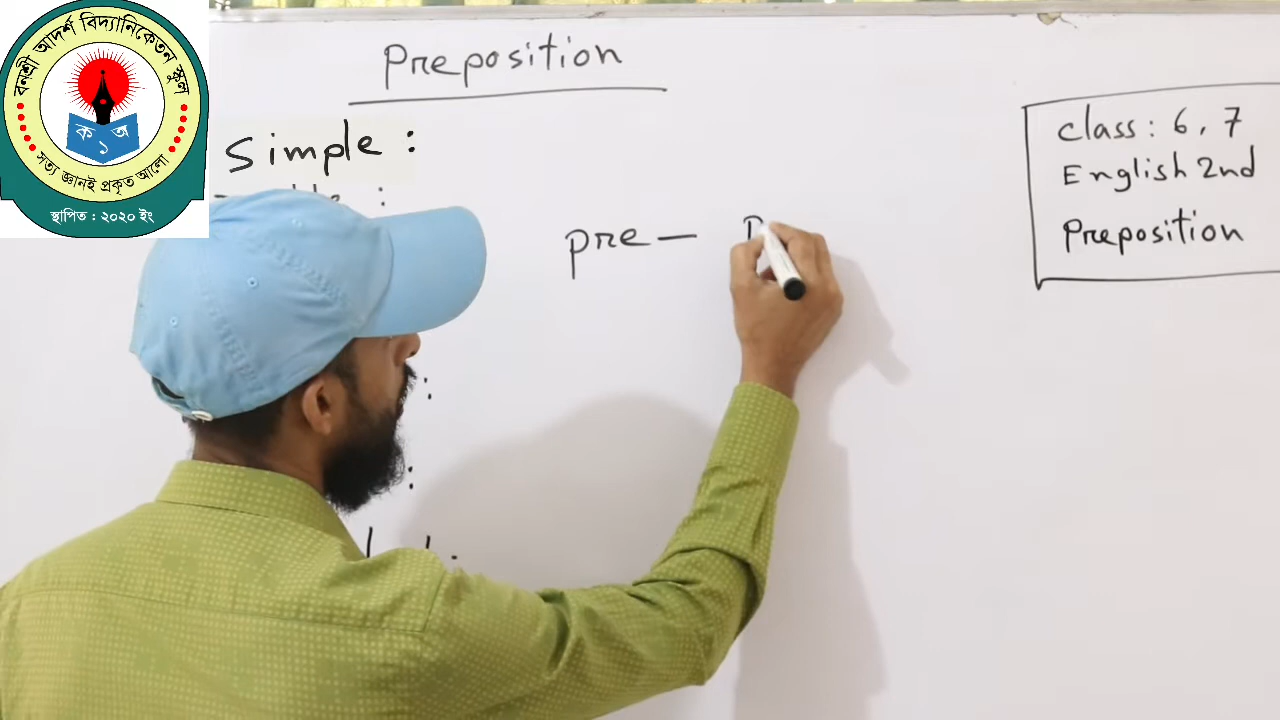 বনশ্রী আদর্শ বিদ্যানিকেতন স্কুল
ক অ
১
সত্য জ্ঞানই প্রকৃত আলো
স্থাপিত : ২০২০ ইং
Preposition
Simple :
pre — P
class : 6 , 7
English 2nd
Preposition